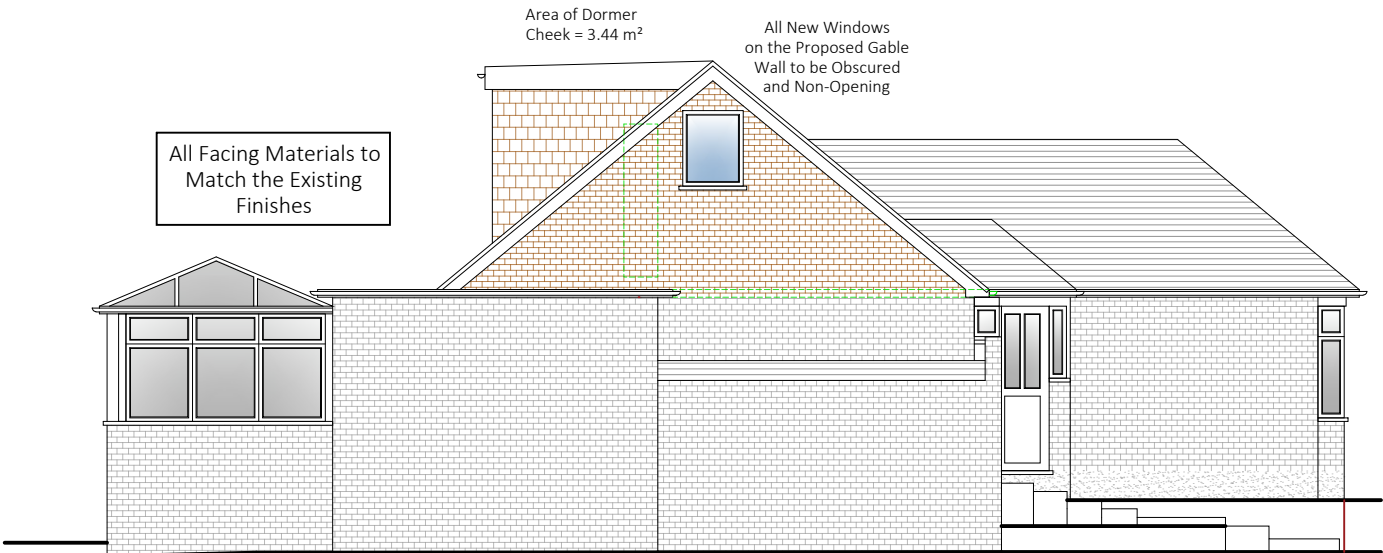 Area of Dormer
Cheek = 3.44 m²
All New Windows
on the Proposed Gable
Wall to be Obscured
and Non-Opening
All Facing Materials to
Match the Existing
Finishes